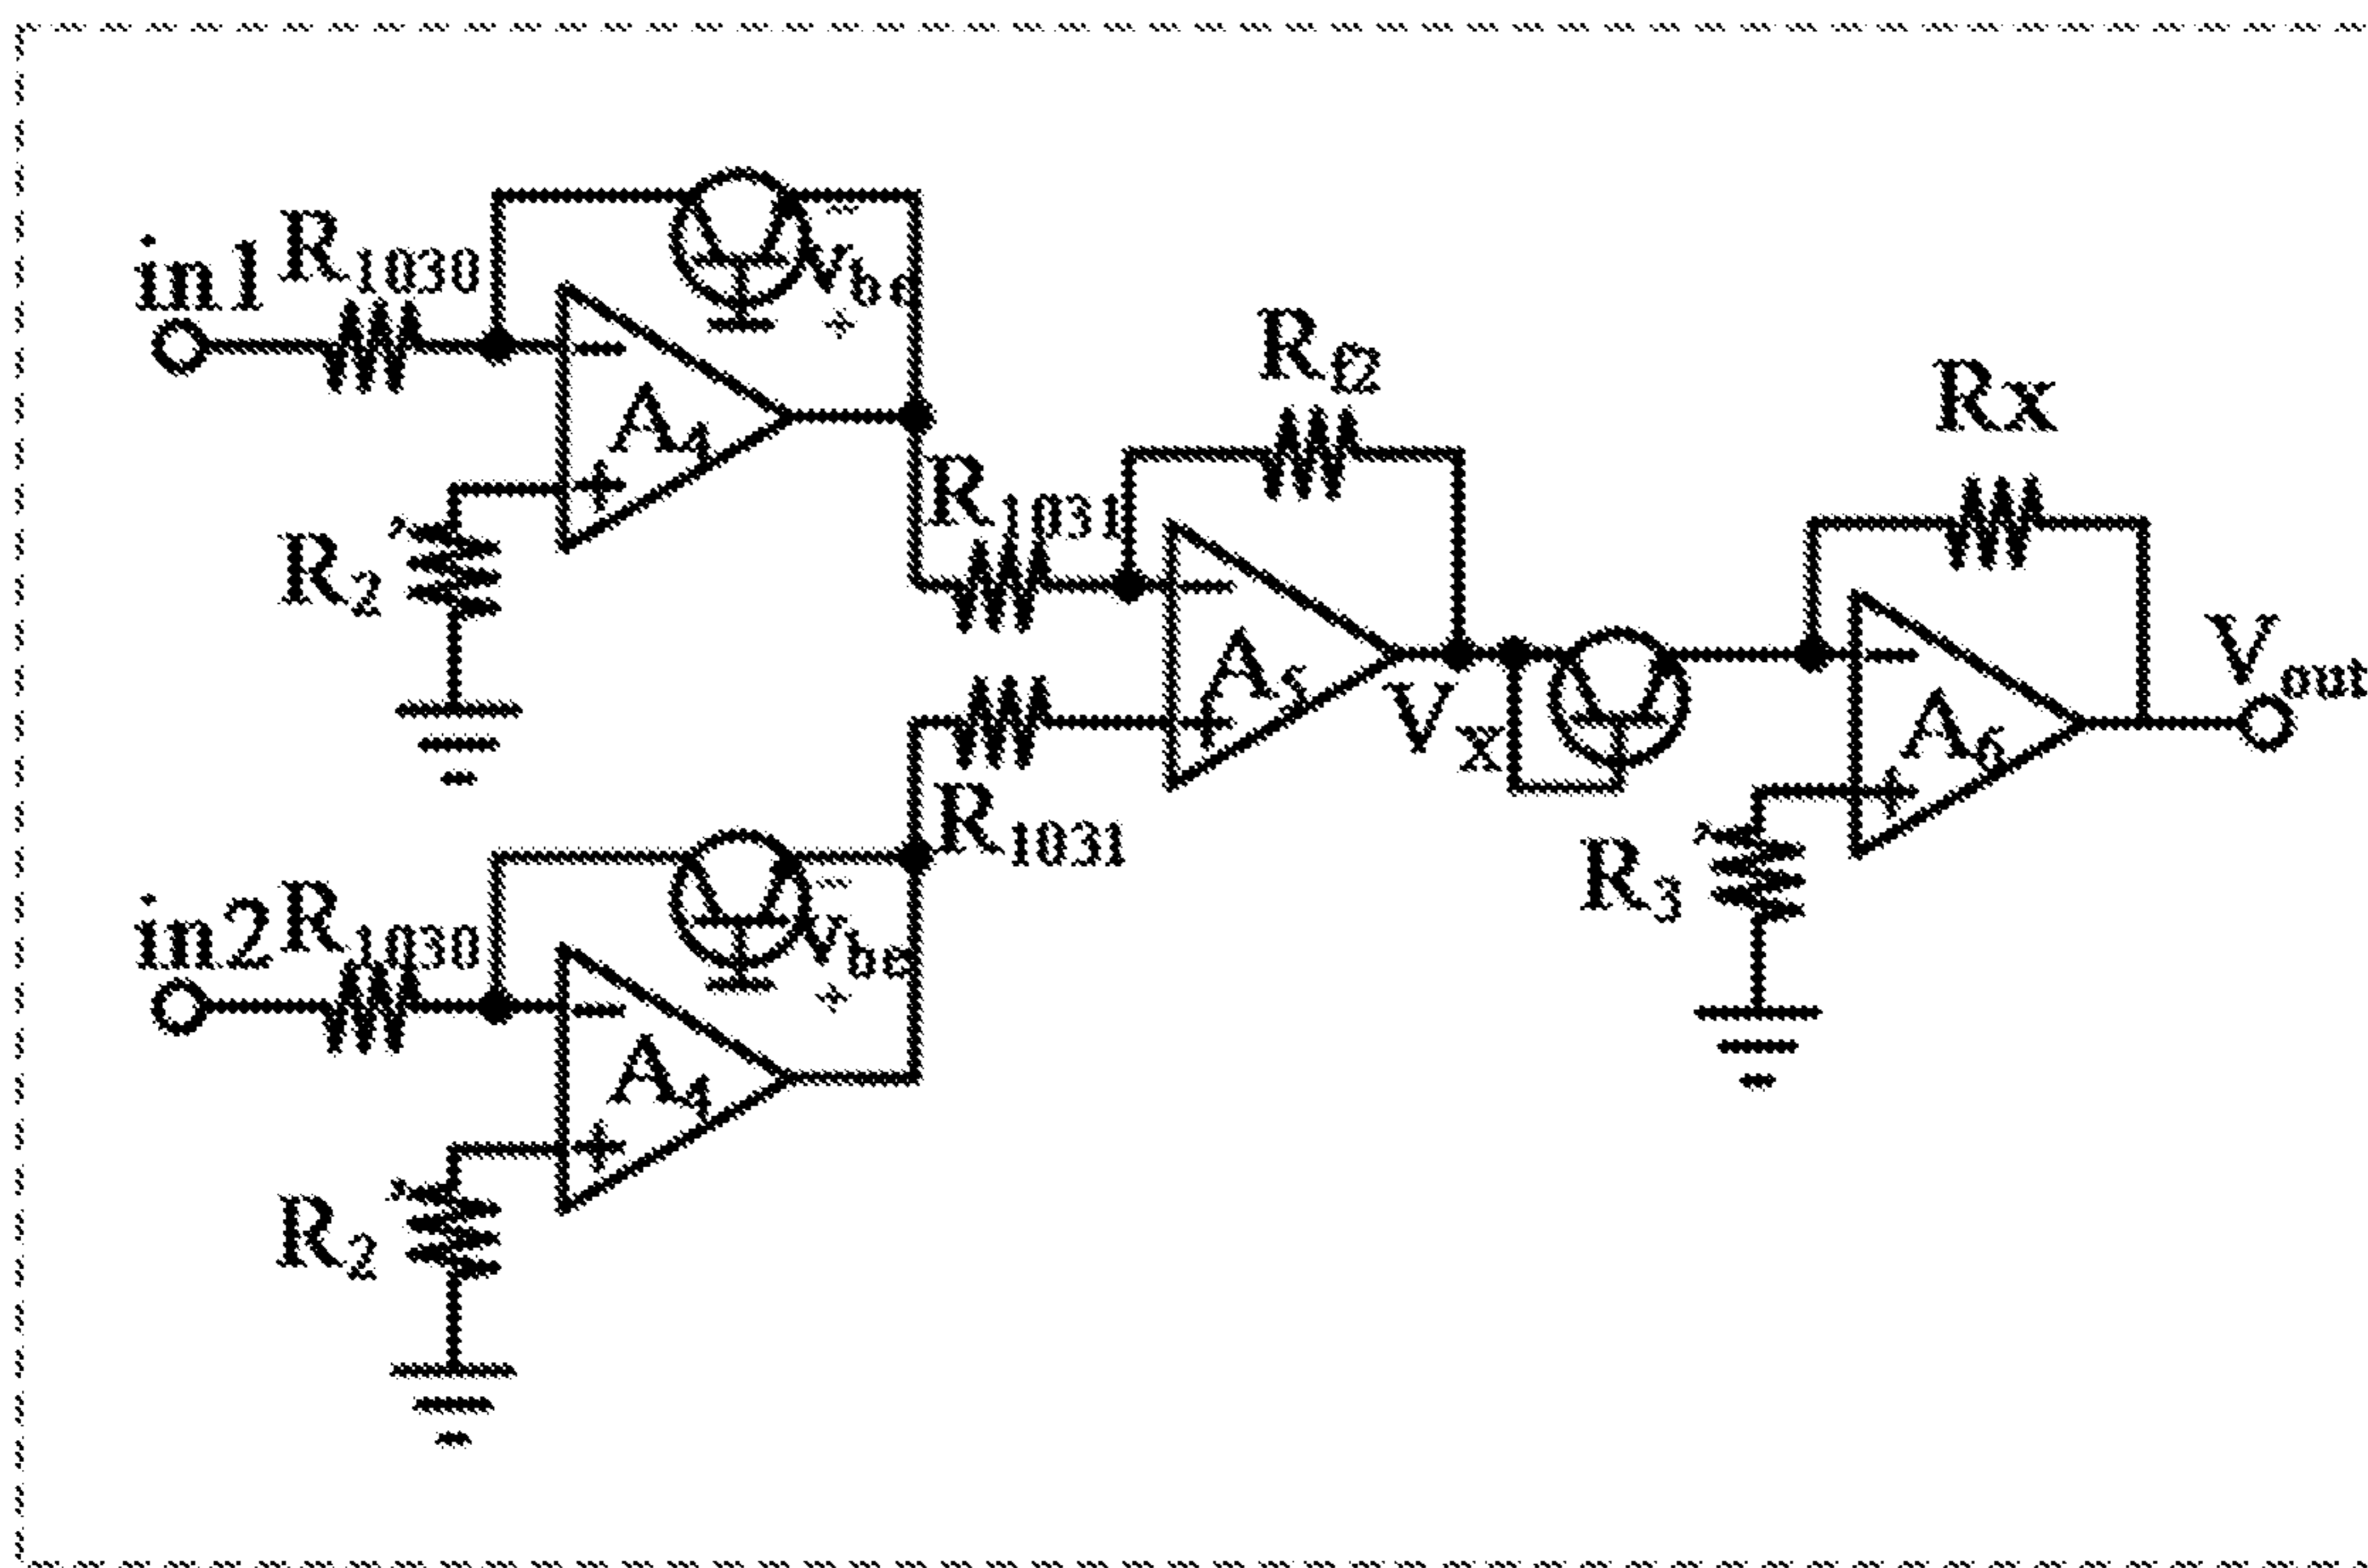 in1 R1030
Vbe
A4
R2
R1031
Rf2
A5
Vx
Rx
A6
Vout
R3
R1031
in2 R1030
Vbe
A4
R2